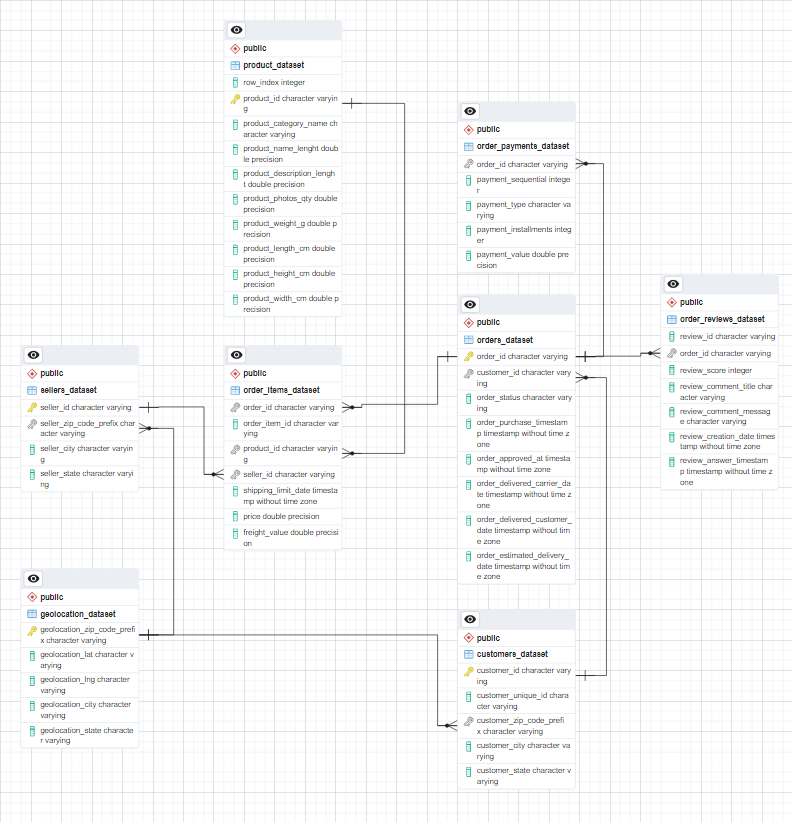 public
product_dataset
row_index integer
product_id character varyin
g
product_category_name ch
aracter varying
product_name_lenght doub
le precision
product_description_lengh
t double precision
product_photos_qty double
precision
product_weight_g double p
recision
product_length_cm double
precision
product_height_cm double
precision
product_width_cm double p
recision
public
order_payments_dataset
order_id character varying
payment_sequential intege
r
payment_type character va
rying
payment_installments integ
er
payment_value double pre
cision
public
order_reviews_dataset
review_id character varying
order_id character varying
review_score integer
review_comment_title char
acter varying
review_comment_messag
e character varying
review_creation_date times
tamp without time zone
review_answer_timestam
p timestamp without time z
one
public
orders_dataset
order_id character varying
customer_id character vary
ing
order_status character vary
ing
order_purchase_timestam
p timestamp without time z
one
order_approved_at timesta
mp without time zone
order_delivered_carrier_da
te timestamp without time z
one
order_delivered_customer_
date timestamp without tim
e zone
order_estimated_delivery_
date timestamp without tim
e zone
public
sellers_dataset
seller_id character varying
seller_zip_code_prefix char
acter varying
seller_city character varyin
g
seller_state character varyi
ng
public
order_items_dataset
order_id character varying
order_item_id character var
ying
product_id character varyin
g
seller_id character varying
shipping_limit_date timesta
mp without time zone
price double precision
freight_value double precisi
on
public
geolocation_dataset
geolocation_zip_code_prefi
x character varying
geolocation_lat character v
arying
geolocation_lng character
varying
geolocation_city character
varying
geolocation_state characte
r varying
public
customers_dataset
customer_id character vary
ing
customer_unique_id chara
cter varying
customer_zip_code_prefi
x character varying
customer_city character va
rying
customer_state character v
arying